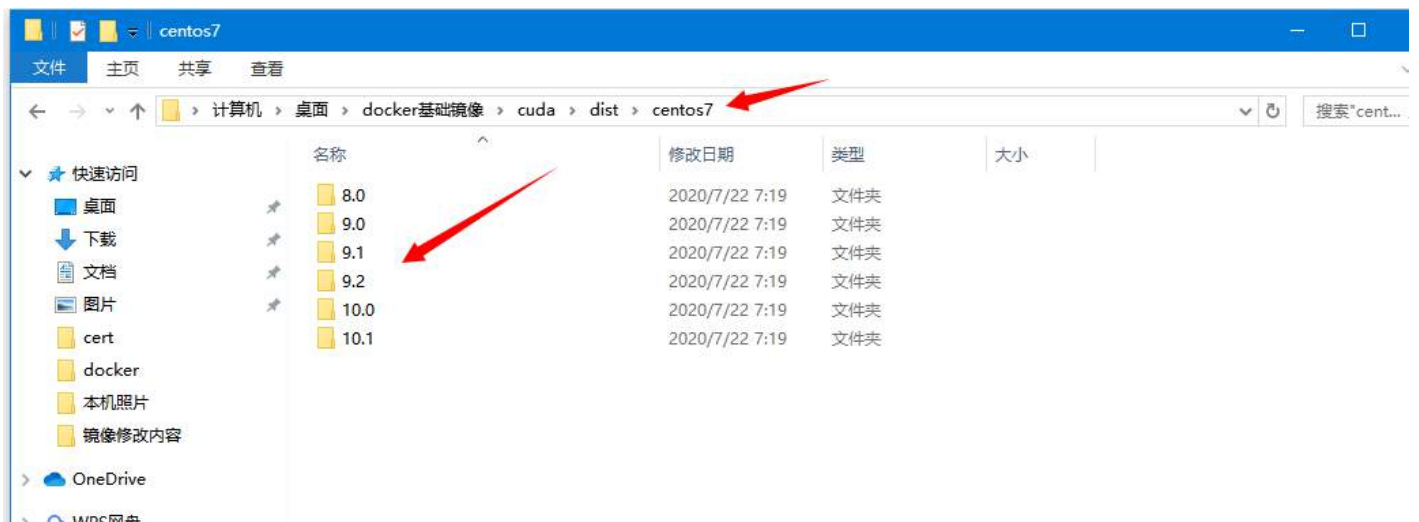 centos7
文件 主页 共享 查看
计算机 桌面 docker基础镜像 cuda dist centos7 搜索"cent...
名称 修改日期 类型 大小
快速访问
桌面
下载
文档
图片
cert
docker
本机照片
镜像修改内容
OneDrive
WPS网盘
8.0 2020/7/22 7:19 文件夹
9.0 2020/7/22 7:19 文件夹
9.1 2020/7/22 7:19 文件夹
9.2 2020/7/22 7:19 文件夹
10.0 2020/7/22 7:19 文件夹
10.1 2020/7/22 7:19 文件夹